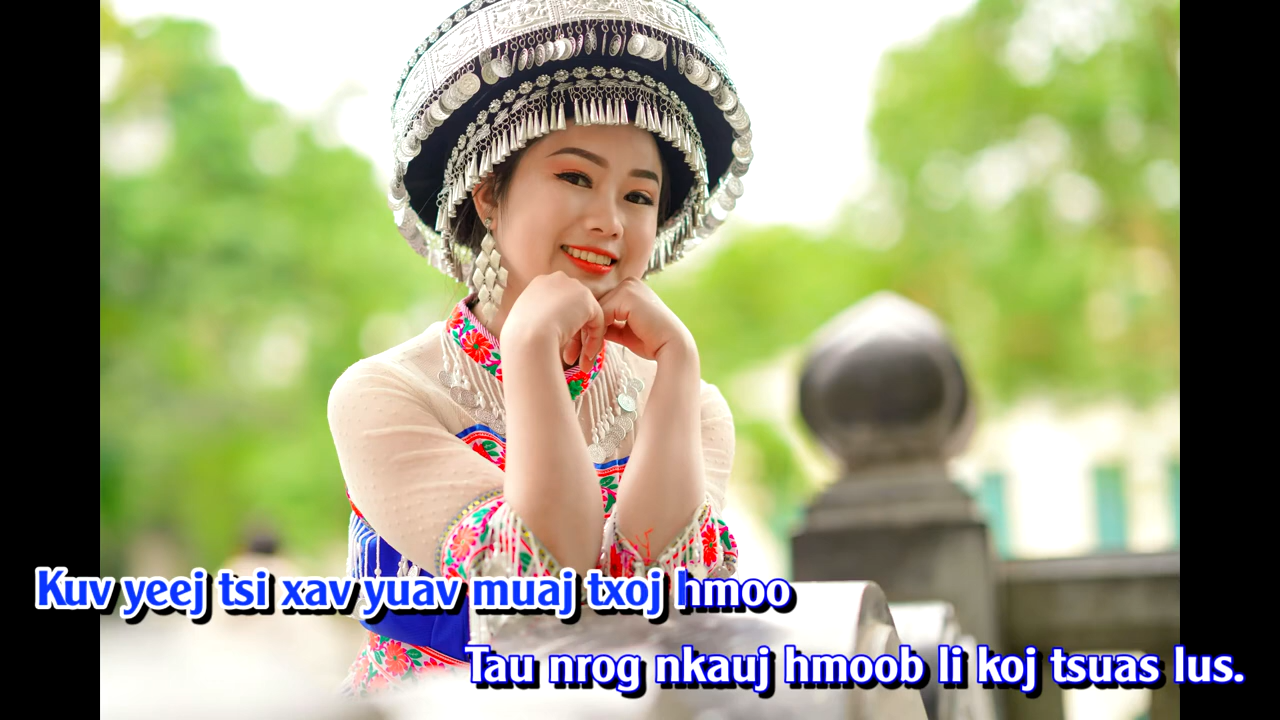 Kuv yeej tsi xav yuav muaj txoj hmoo
Tau nrog nkauj hmoob li koj tsuas lus.